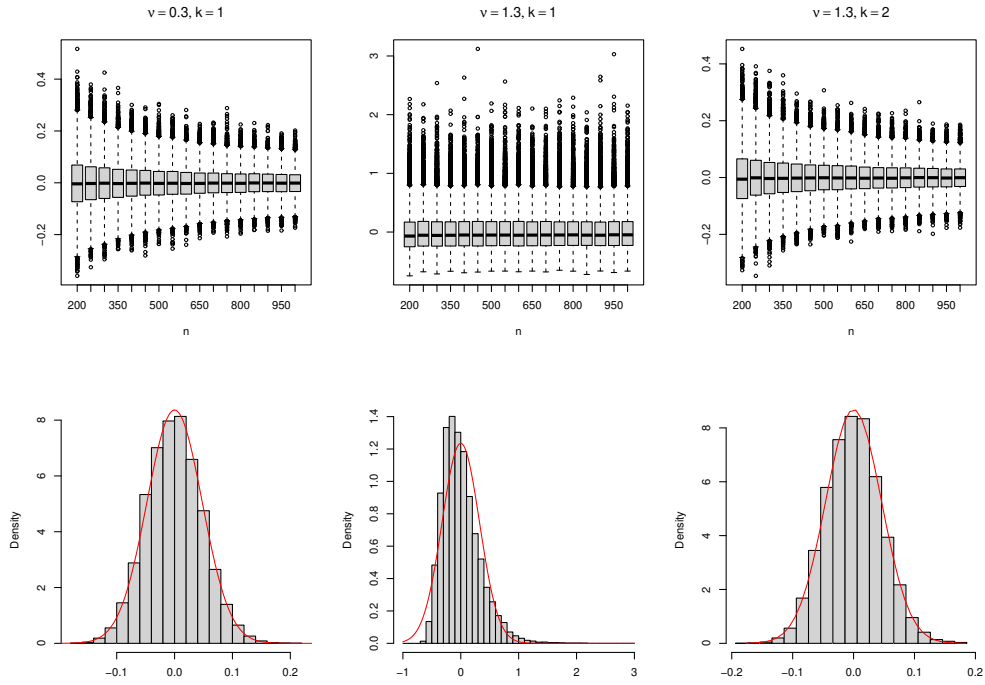 ν = 0.3, k = 1
ν = 1.3, k = 1
ν = 1.3, k = 2
0.4
0.2
0.0
−0.2
200 350 500 650 800 950
n
3
2
1
0
200 350 500 650 800 950
n
0.4
0.2
0.0
−0.2
200 350 500 650 800 950
n
Density
8
6
4
2
0
−0.1 0.0 0.1 0.2
Density
1.4
1.2
1.0
0.8
0.6
0.4
0.2
0.0
−1 0 1 2 3
Density
8
6
4
2
0
−0.2 −0.1 0.0 0.1 0.2